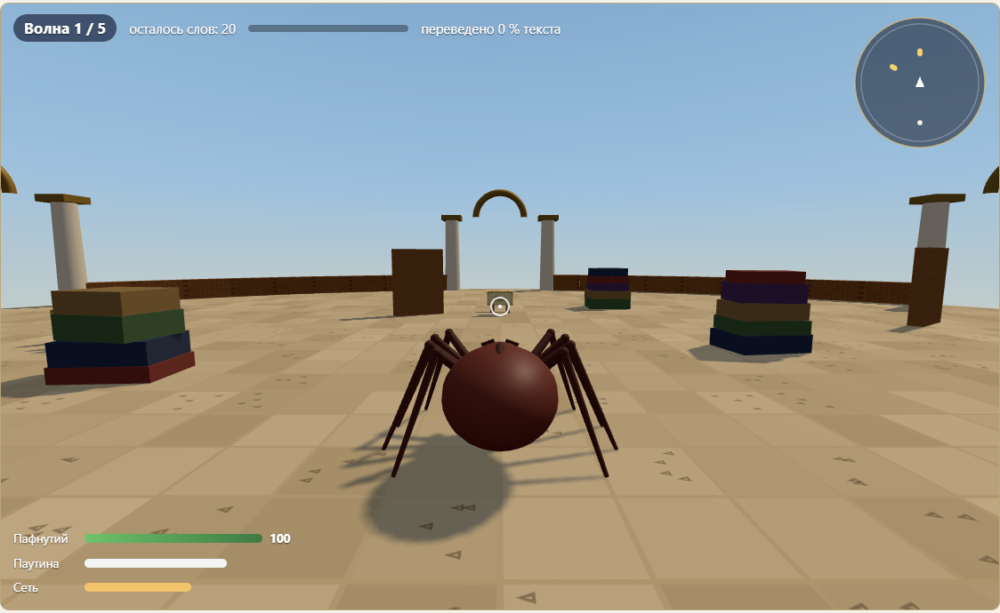 Волна 1 / 5 осталось слов: 20 переведено 0 % текста
Пафнутий 100
Паутина
Сеть